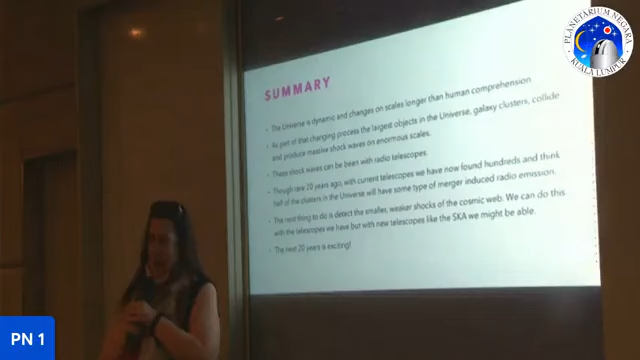 PLANETARIUM NEGARA
KUALA LUMPUR
SUMMARY
• The Universe is dynamic and changes on scales longer than human comprehension
• As part of that changing process the largest objects in the Universe, galaxy clusters, collide
and produce massive shock waves on enormous scales.
• These shock waves can be been with radio telescopes.
• Though rare 20 years ago, with current telescopes we have now found hundreds and think
half of the clusters in the Universe will have some type of merger induced radio emission.
• The next thing to do is detect the smaller, weaker shocks of the cosmic web. We can do this
with the telescopes we have but with new telescopes like the SKA we might be able.
• The next 20 years is exciting!
PN 1